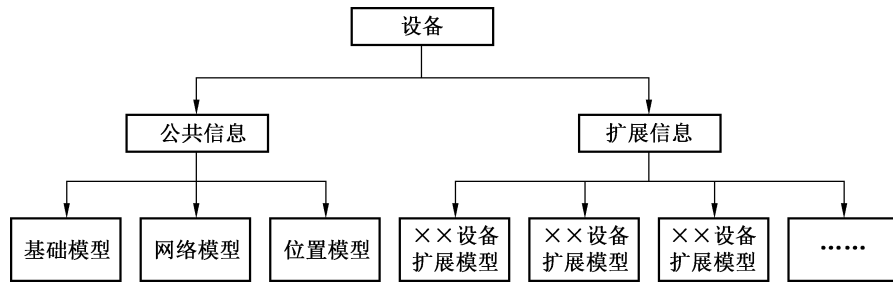 设备
公共信息
扩展信息
基础模型
网络模型
位置模型
××设备
扩展模型
××设备
扩展模型
××设备
扩展模型
……